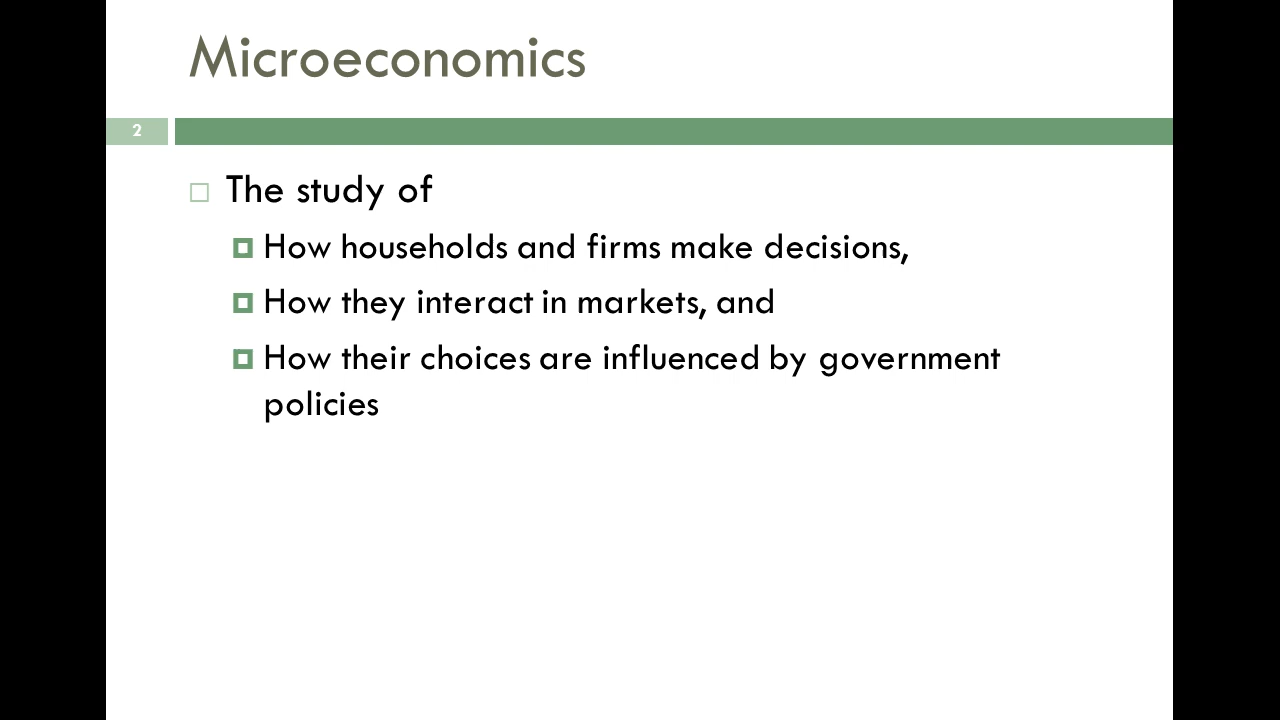 Microeconomics
2
The study of
How households and firms make decisions,
How they interact in markets, and
How their choices are influenced by government
policies